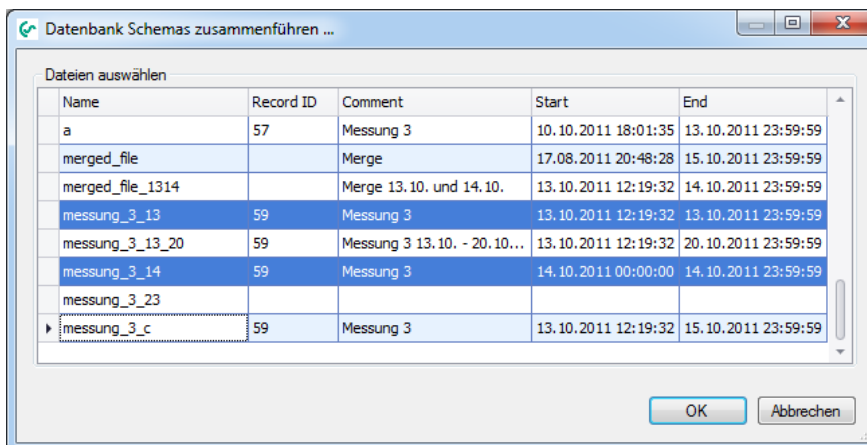 Datenbank Schemas zusammenführen ...
Dateien auswählen
Name Record ID Comment Start End
a 57 Messung 3 10.10.2011 18:01:35 13.10.2011 23:59:59
merged_file Merge 17.08.2011 20:48:28 15.10.2011 23:59:59
merged_file_1314 Merge 13.10. und 14.10. 13.10.2011 12:19:32 14.10.2011 23:59:59
messung_3_13 59 Messung 3 13.10.2011 12:19:32 13.10.2011 23:59:59
messung_3_13_20 59 Messung 3 13.10. - 20.10... 13.10.2011 12:19:32 20.10.2011 23:59:59
messung_3_14 59 Messung 3 14.10.2011 00:00:00 14.10.2011 23:59:59
messung_3_23
messung_3_c 59 Messung 3 13.10.2011 12:19:32 15.10.2011 23:59:59
OK Abbrechen